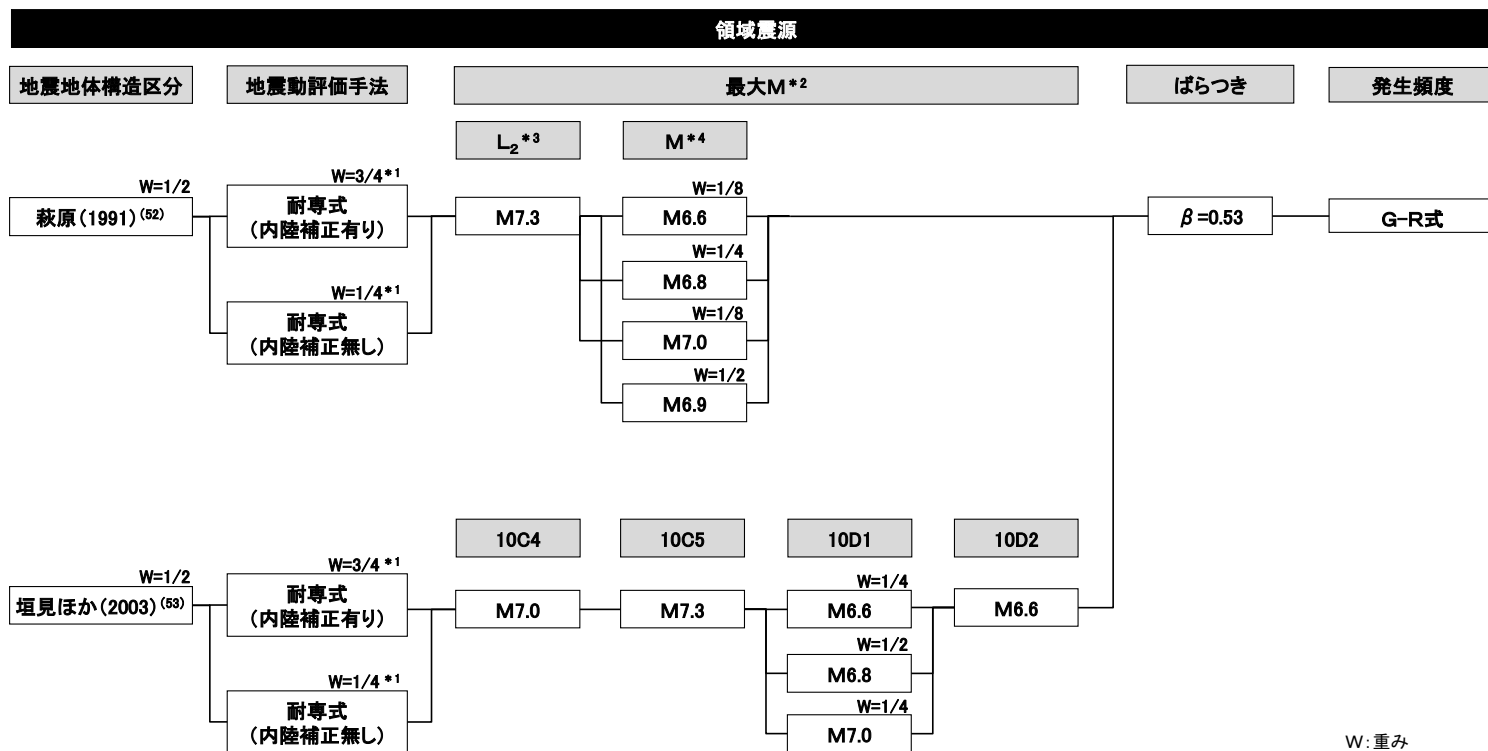 領域震源
地震地体構造区分 地震動評価手法 最大M*2 ばらつき 発生頻度
L2*3 M*4
W=1/2 W=3/4*1 W=1/8
萩原(1991)(52) 耐専式 M7.3 M6.6 β=0.53 G-R式
(内陸補正有り)
W=1/4
M6.8
W=1/4*1 W=1/8
耐専式 M7.0
(内陸補正無し)
W=1/2
M6.9
10C4 10C5 10D1 10D2
W=1/2 W=3/4*1 W=1/4
垣見ほか(2003)(53) 耐専式 M7.0 M7.3 M6.6 M6.6
(内陸補正有り)
W=1/2
M6.8
W=1/4*1 W=1/4
耐専式 M7.0
(内陸補正無し)
W:重み